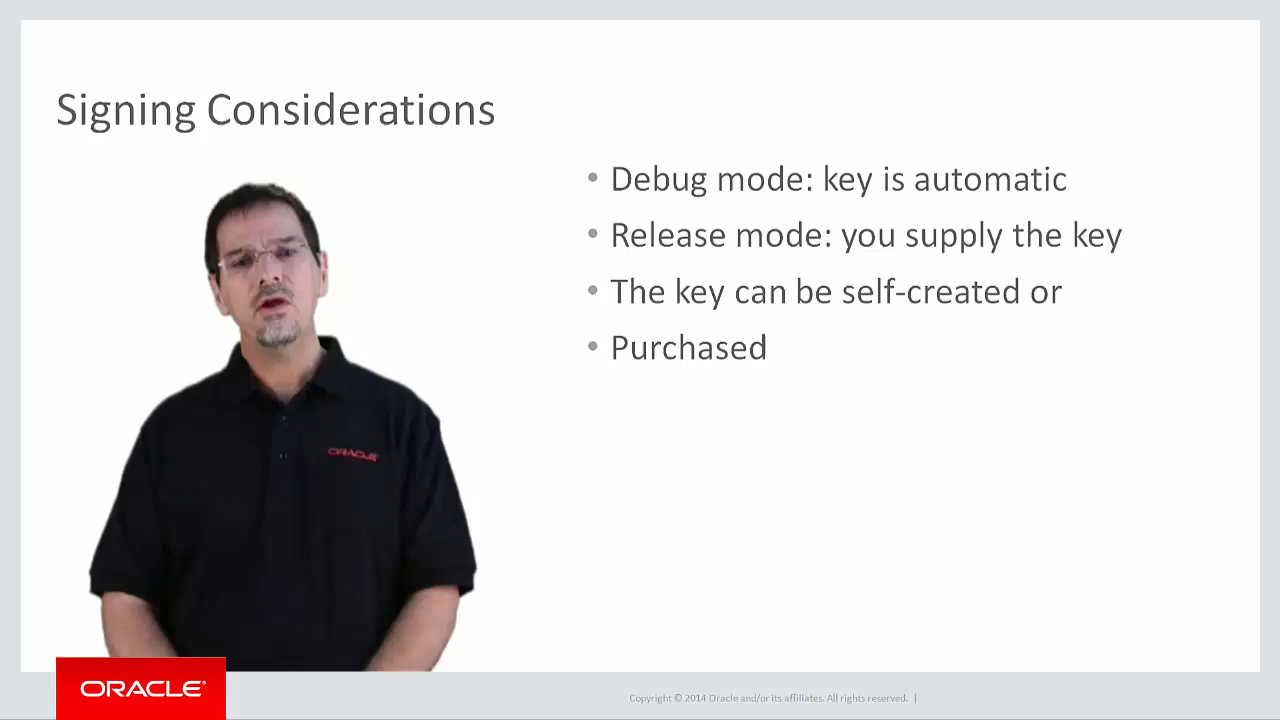 Signing Considerations
• Debug mode: key is automatic
• Release mode: you supply the key
• The key can be self-created or
• Purchased
ORACLE
ORACLE®
Copyright © 2014 Oracle and/or its affiliates. All rights reserved. |